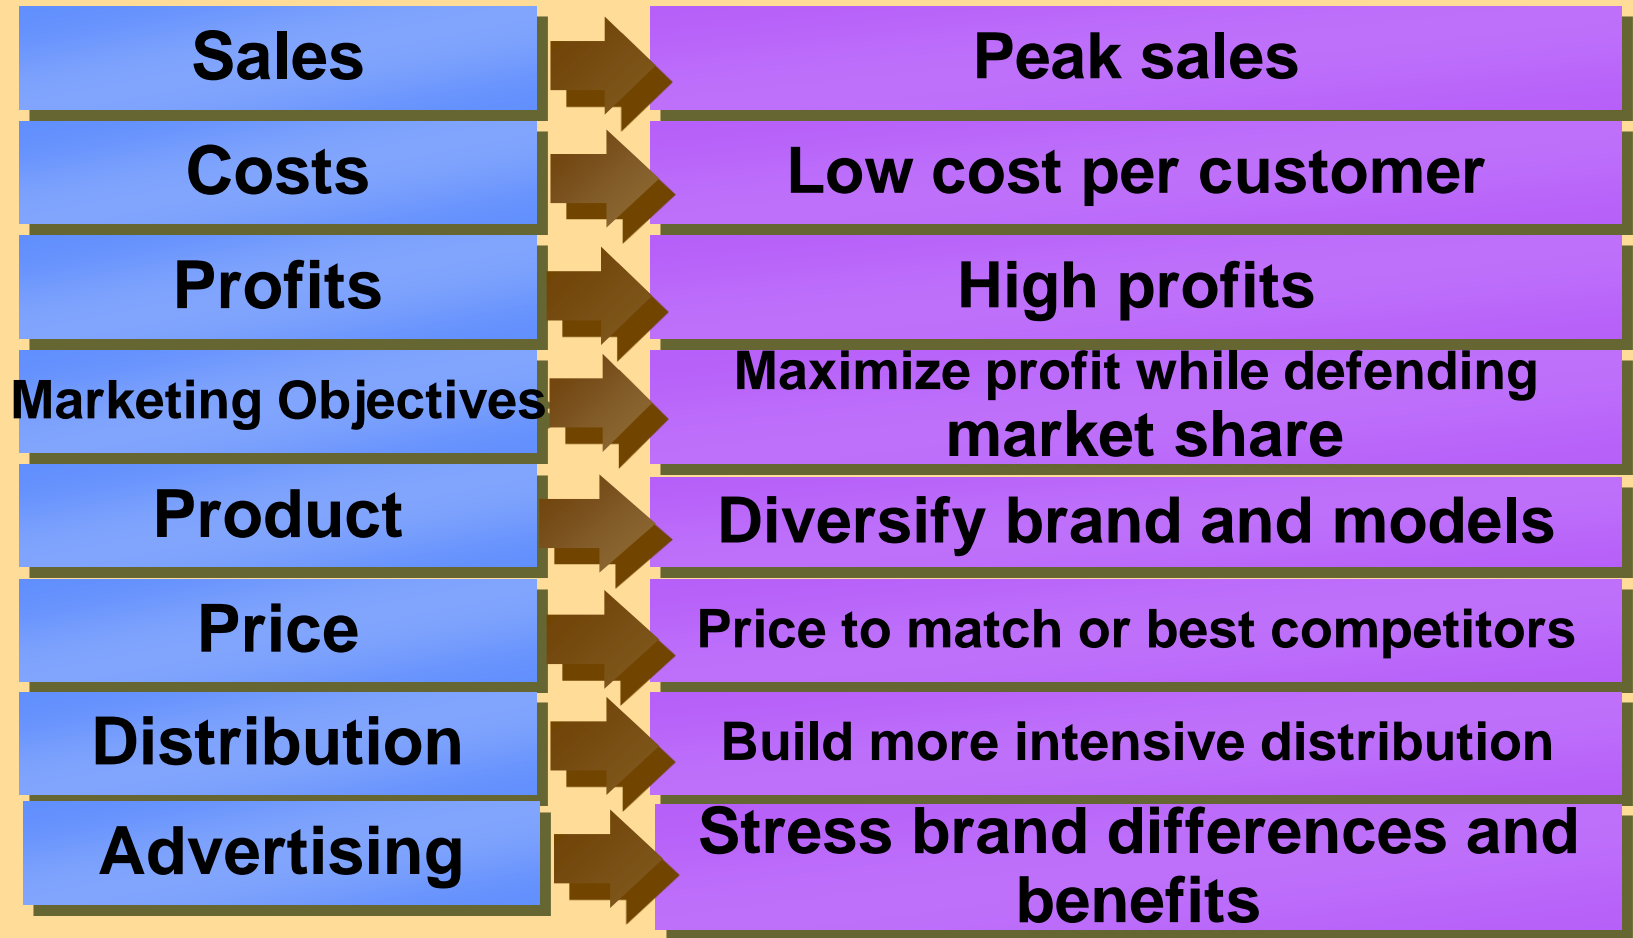 Sales
Peak sales
Costs
Low cost per customer
Profits
High profits
Marketing Objectives
Maximize profit while defending
market share
Product
Diversify brand and models
Price
Price to match or best competitors
Distribution
Build more intensive distribution
Advertising
Stress brand differences and
benefits